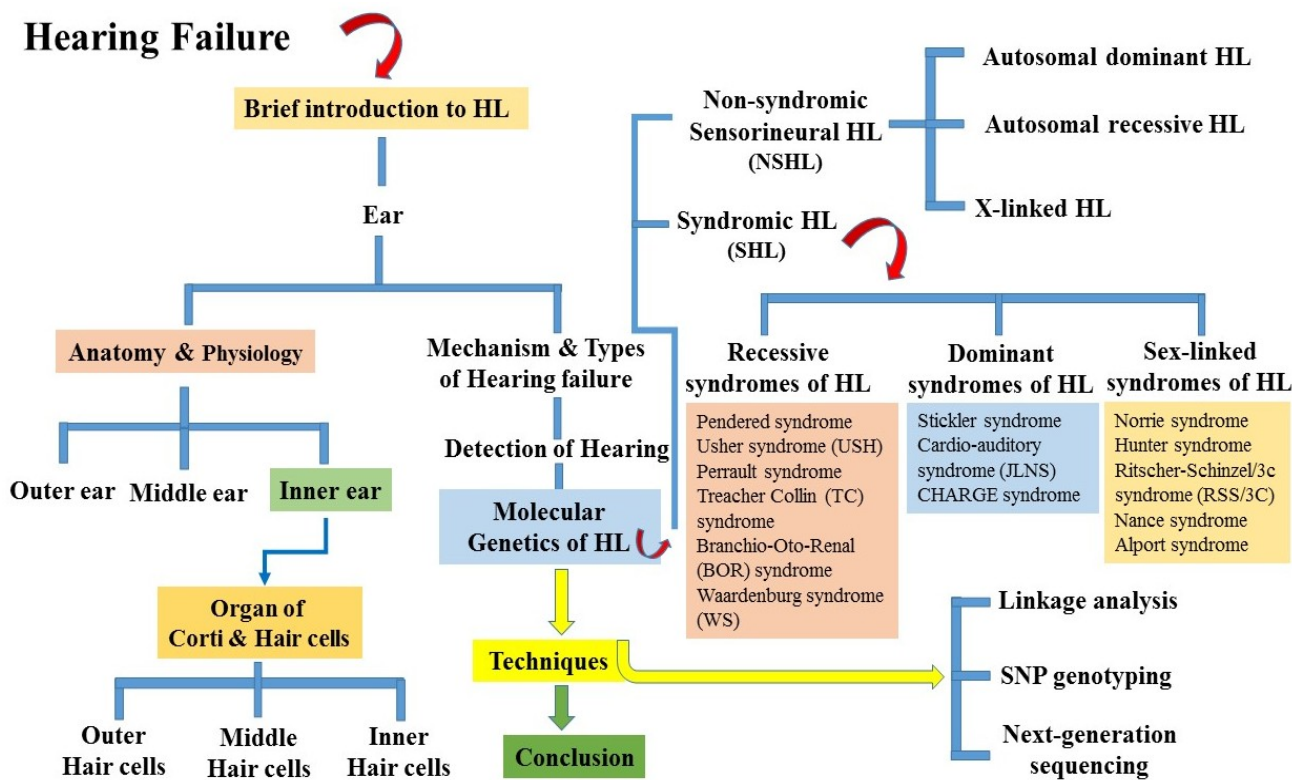 Hearing Failure
Brief introduction to HL
Ear
Anatomy & Physiology
Outer ear
Middle ear
Inner ear
Organ of
Corti & Hair cells
Outer
Hair cells
Middle
Hair cells
Inner
Hair cells
Mechanism & Types
of Hearing failure
Detection of Hearing
Molecular
Genetics of HL
Techniques
Conclusion
Non-syndromic
Sensorineural HL
(NSHL)
Autosomal dominant HL
Autosomal recessive HL
X-linked HL
Syndromic HL
(SHL)
Recessive
syndromes of HL
Pendered syndrome
Usher syndrome (USH)
Perrault syndrome
Treacher Collin (TC)
syndrome
Branchio-Oto-Renal
(BOR) syndrome
Waardenburg syndrome
(WS)
Dominant
syndromes of HL
Stickler syndrome
Cardio-auditory
syndrome (JLNS)
CHARGE syndrome
Sex-linked
syndromes of HL
Norrie syndrome
Hunter syndrome
Ritscher-Schinzel/3c
syndrome (RSS/3C)
Nance syndrome
Alport syndrome
Linkage analysis
SNP genotyping
Next-generation
sequencing